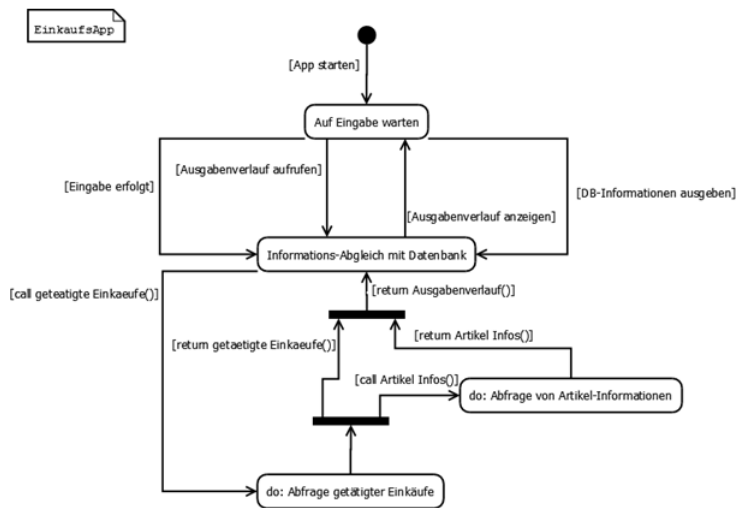 EinkaufsApp
[App starten]
Auf Eingabe warten
[Ausgabenverlauf aufrufen]
[Eingabe erfolgt]
[DB-Informationen ausgeben]
[Ausgabenverlauf anzeigen]
Informations-Abgleich mit Datenbank
[call geteatigte Einkaeufe()]
[return Ausgabenverlauf()]
[return getaetigte Einkaeufe()]
[return Artikel Infos()]
[call Artikel Infos()]
do: Abfrage von Artikel-Informationen
do: Abfrage getätigter Einkäufe